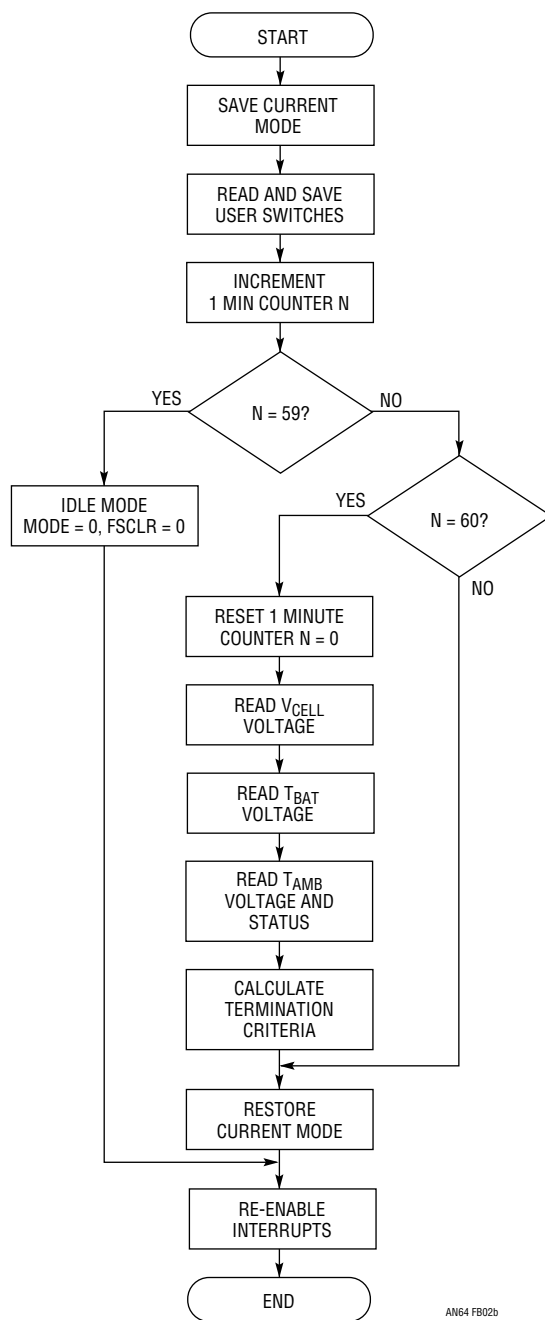 START
SAVE CURRENT
MODE
READ AND SAVE
USER SWITCHES
INCREMENT
1 MIN COUNTER N
YES
N = 59?
NO
IDLE MODE
MODE = 0, FSCLR = 0
YES
N = 60?
NO
RESET 1 MINUTE
COUNTER N = 0
READ VCELL
VOLTAGE
READ TBAT
VOLTAGE
READ TAMB
VOLTAGE AND
STATUS
CALCULATE
TERMINATION
CRITERIA
RESTORE
CURRENT MODE
RE-ENABLE
INTERRUPTS
END
AN64 FB02b